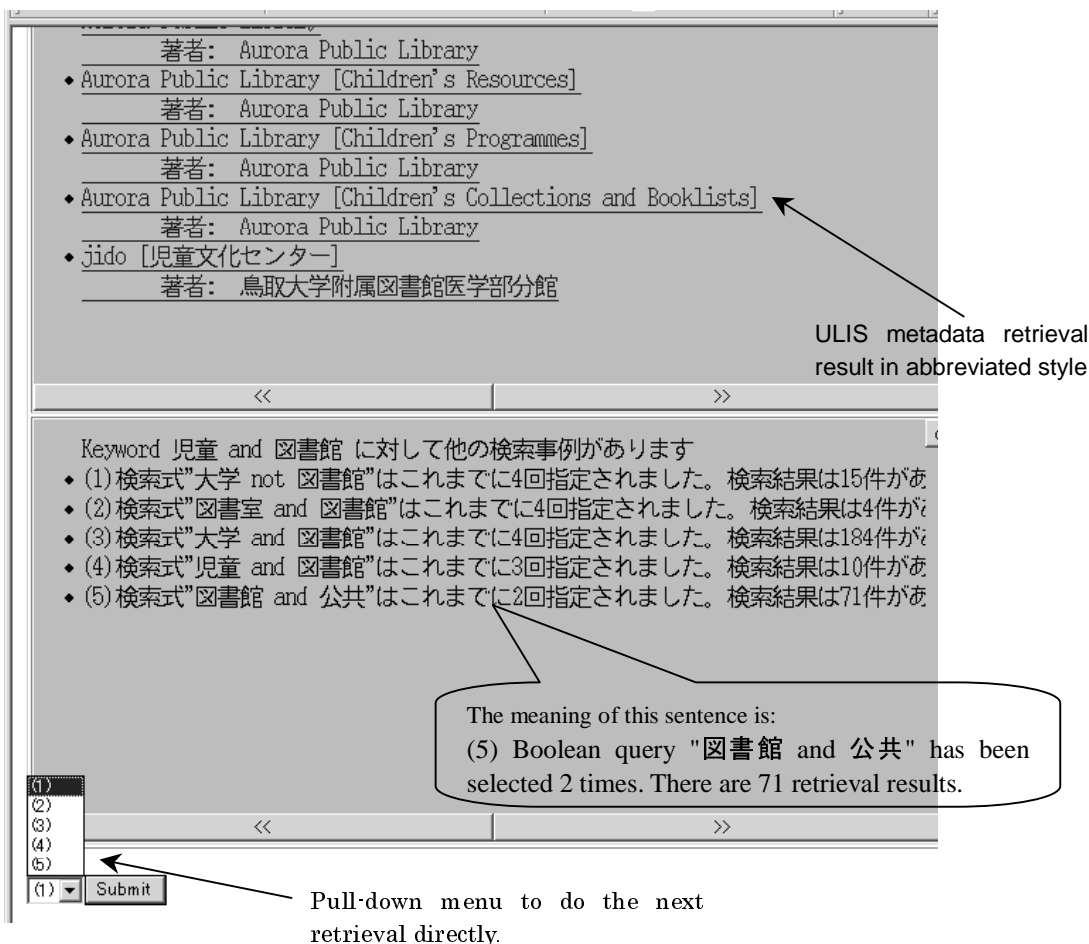 著者: Aurora Public Library
Aurora Public Library [Children's Resources]
著者: Aurora Public Library
Aurora Public Library [Children's Programmes]
著者: Aurora Public Library
Aurora Public Library [Children's Collections and Booklists]
著者: Aurora Public Library
jido [児童文化センター]
著者: 鳥取大学附属図書館医学部分館
ULIS metadata retrieval
result in abbreviated style
<< >>
Keyword 児童 and 図書館 に対して他の検索事例があります
(1)検索式"大学 not 図書館"はこれまでに4回指定されました。検索結果は15件があ
(2)検索式"図書室 and 図書館"はこれまでに4回指定されました。検索結果は4件が
(3)検索式"大学 and 図書館"はこれまでに4回指定されました。検索結果は184件が
(4)検索式"児童 and 図書館"はこれまでに3回指定されました。検索結果は10件があ
(5)検索式"図書館 and 公共"はこれまでに2回指定されました。検索結果は71件があ
The meaning of this sentence is:
(5) Boolean query "図書館 and 公共" has been
selected 2 times. There are 71 retrieval results.
(1)
(2)
(3)
(4)
(5)
<< >>
(1) Submit
Pull-down menu to do the next
retrieval directly.